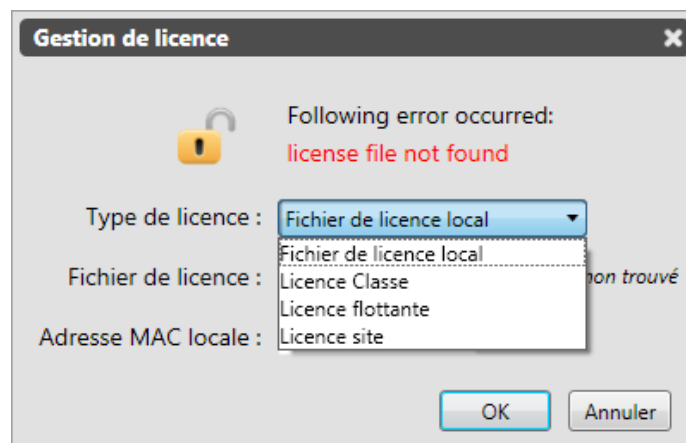 Gestion de licence
Following error occurred:
license file not found
Type de licence : Fichier de licence local
Fichier de licence local
Fichier de licence : Licence Classe non trouvé
Licence flottante
Adresse MAC locale : Licence site
OK Annuler